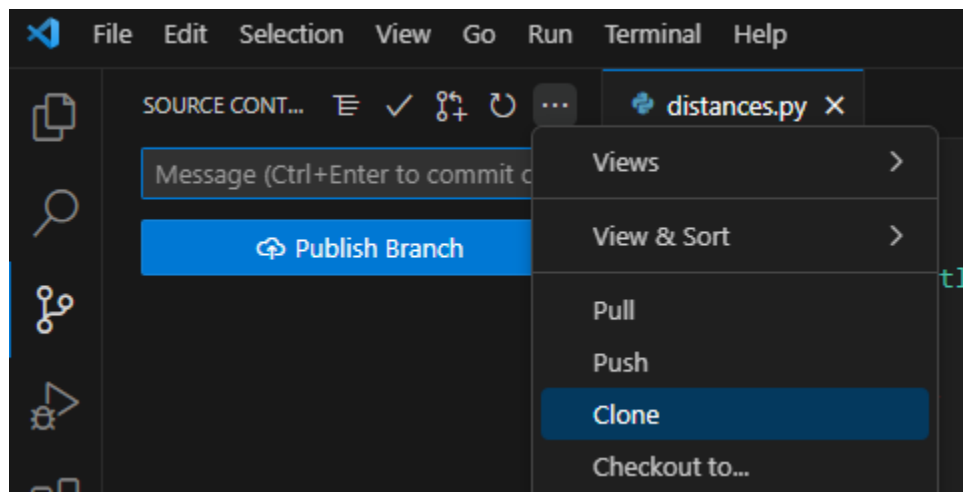 File Edit Selection View Go Run Terminal Help
SOURCE CONT... distances.py
Message (Ctrl+Enter to commit
Publish Branch
Views
View & Sort
Pull
Push
Clone
Checkout to...